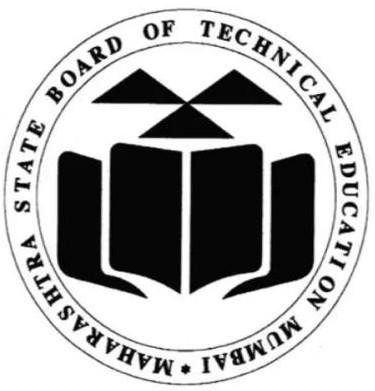 MAHARASHTRA STATE BOARD OF TECHNICAL EDUCATION MUMBAI *